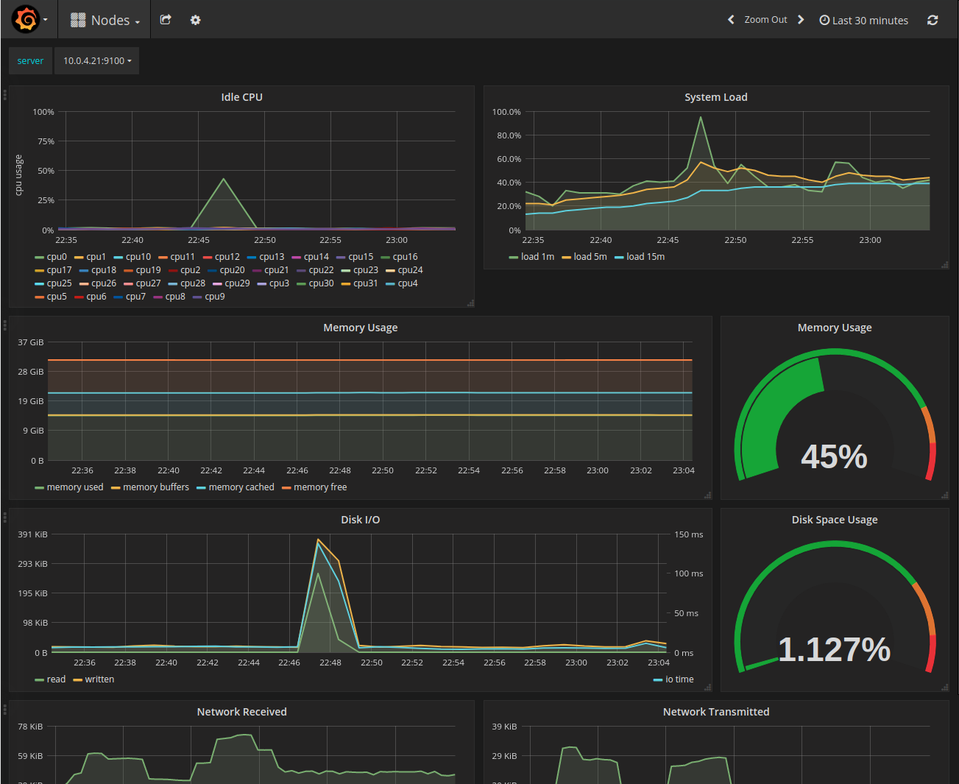 Nodes
Zoom Out
Last 30 minutes
server
10.0.4.21:9100
Idle CPU
100%
75%
50%
25%
0%
cpu usage
22:35 22:40 22:45 22:50 22:55 23:00
cpu0 cpu1 cpu10 cpu11 cpu12 cpu13 cpu14 cpu15 cpu16
cpu17 cpu18 cpu19 cpu2 cpu20 cpu21 cpu22 cpu23 cpu24
cpu25 cpu26 cpu27 cpu28 cpu29 cpu3 cpu30 cpu31 cpu4
cpu5 cpu6 cpu7 cpu8 cpu9
System Load
100.0%
80.0%
60.0%
40.0%
20.0%
0%
22:35 22:40 22:45 22:50 22:55 23:00
load 1m load 5m load 15m
Memory Usage
37 GiB
28 GiB
19 GiB
9 GiB
0 B
22:36 22:38 22:40 22:42 22:44 22:46 22:48 22:50 22:52 22:54 22:56 22:58 23:00 23:02 23:04
memory used memory buffers memory cached memory free
Memory Usage
45%
Disk I/O
391 KiB
293 KiB
195 KiB
98 KiB
0 B
150 ms
100 ms
50 ms
0 ms
22:36 22:38 22:40 22:42 22:44 22:46 22:48 22:50 22:52 22:54 22:56 22:58 23:00 23:02 23:04
read written io time
Disk Space Usage
1.127%
Network Received
78 KiB
59 KiB
Network Transmitted
39 KiB
29 KiB